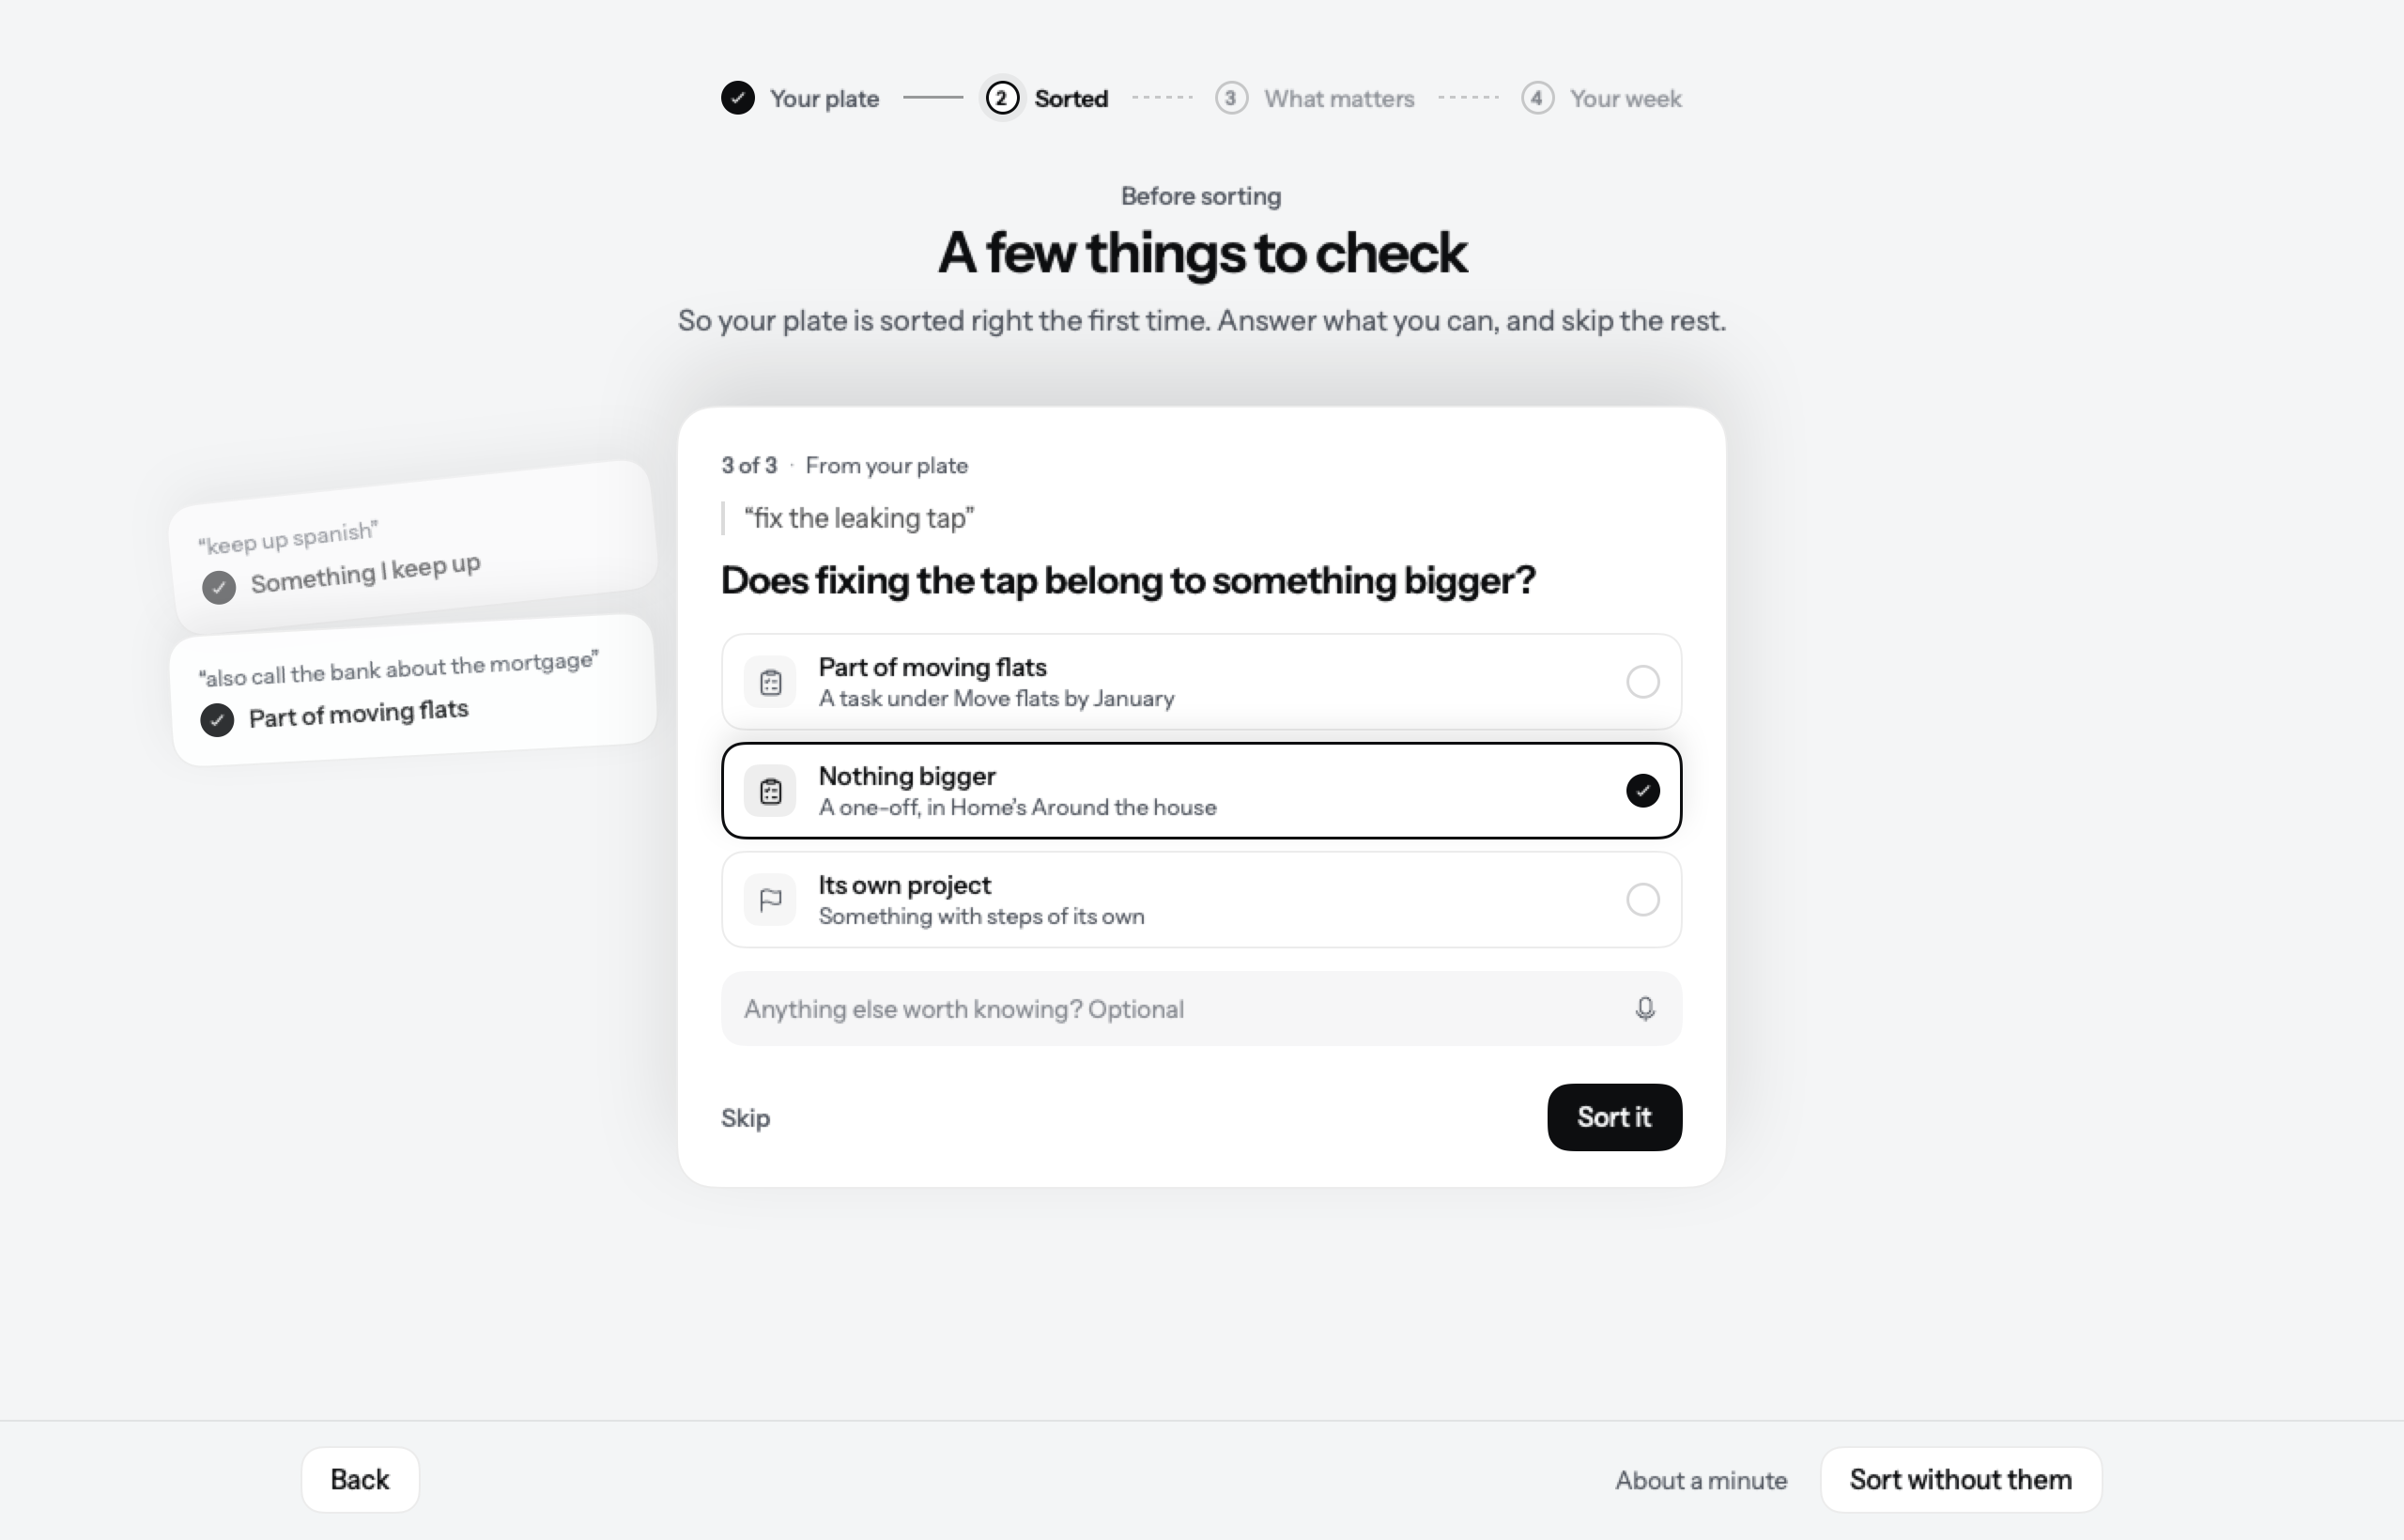 Your plate
2 Sorted
3 What matters
4 Your week
Before sorting
A few things to check
So your plate is sorted right the first time. Answer what you can, and skip the rest.
“keep up spanish”
Something I keep up
“also call the bank about the mortgage”
Part of moving flats
3 of 3 · From your plate
“fix the leaking tap”
Does fixing the tap belong to something bigger?
Part of moving flats
A task under Move flats by January
Nothing bigger
A one-off, in Home’s Around the house
Its own project
Something with steps of its own
Anything else worth knowing? Optional
Skip
Sort it
Back
About a minute
Sort without them